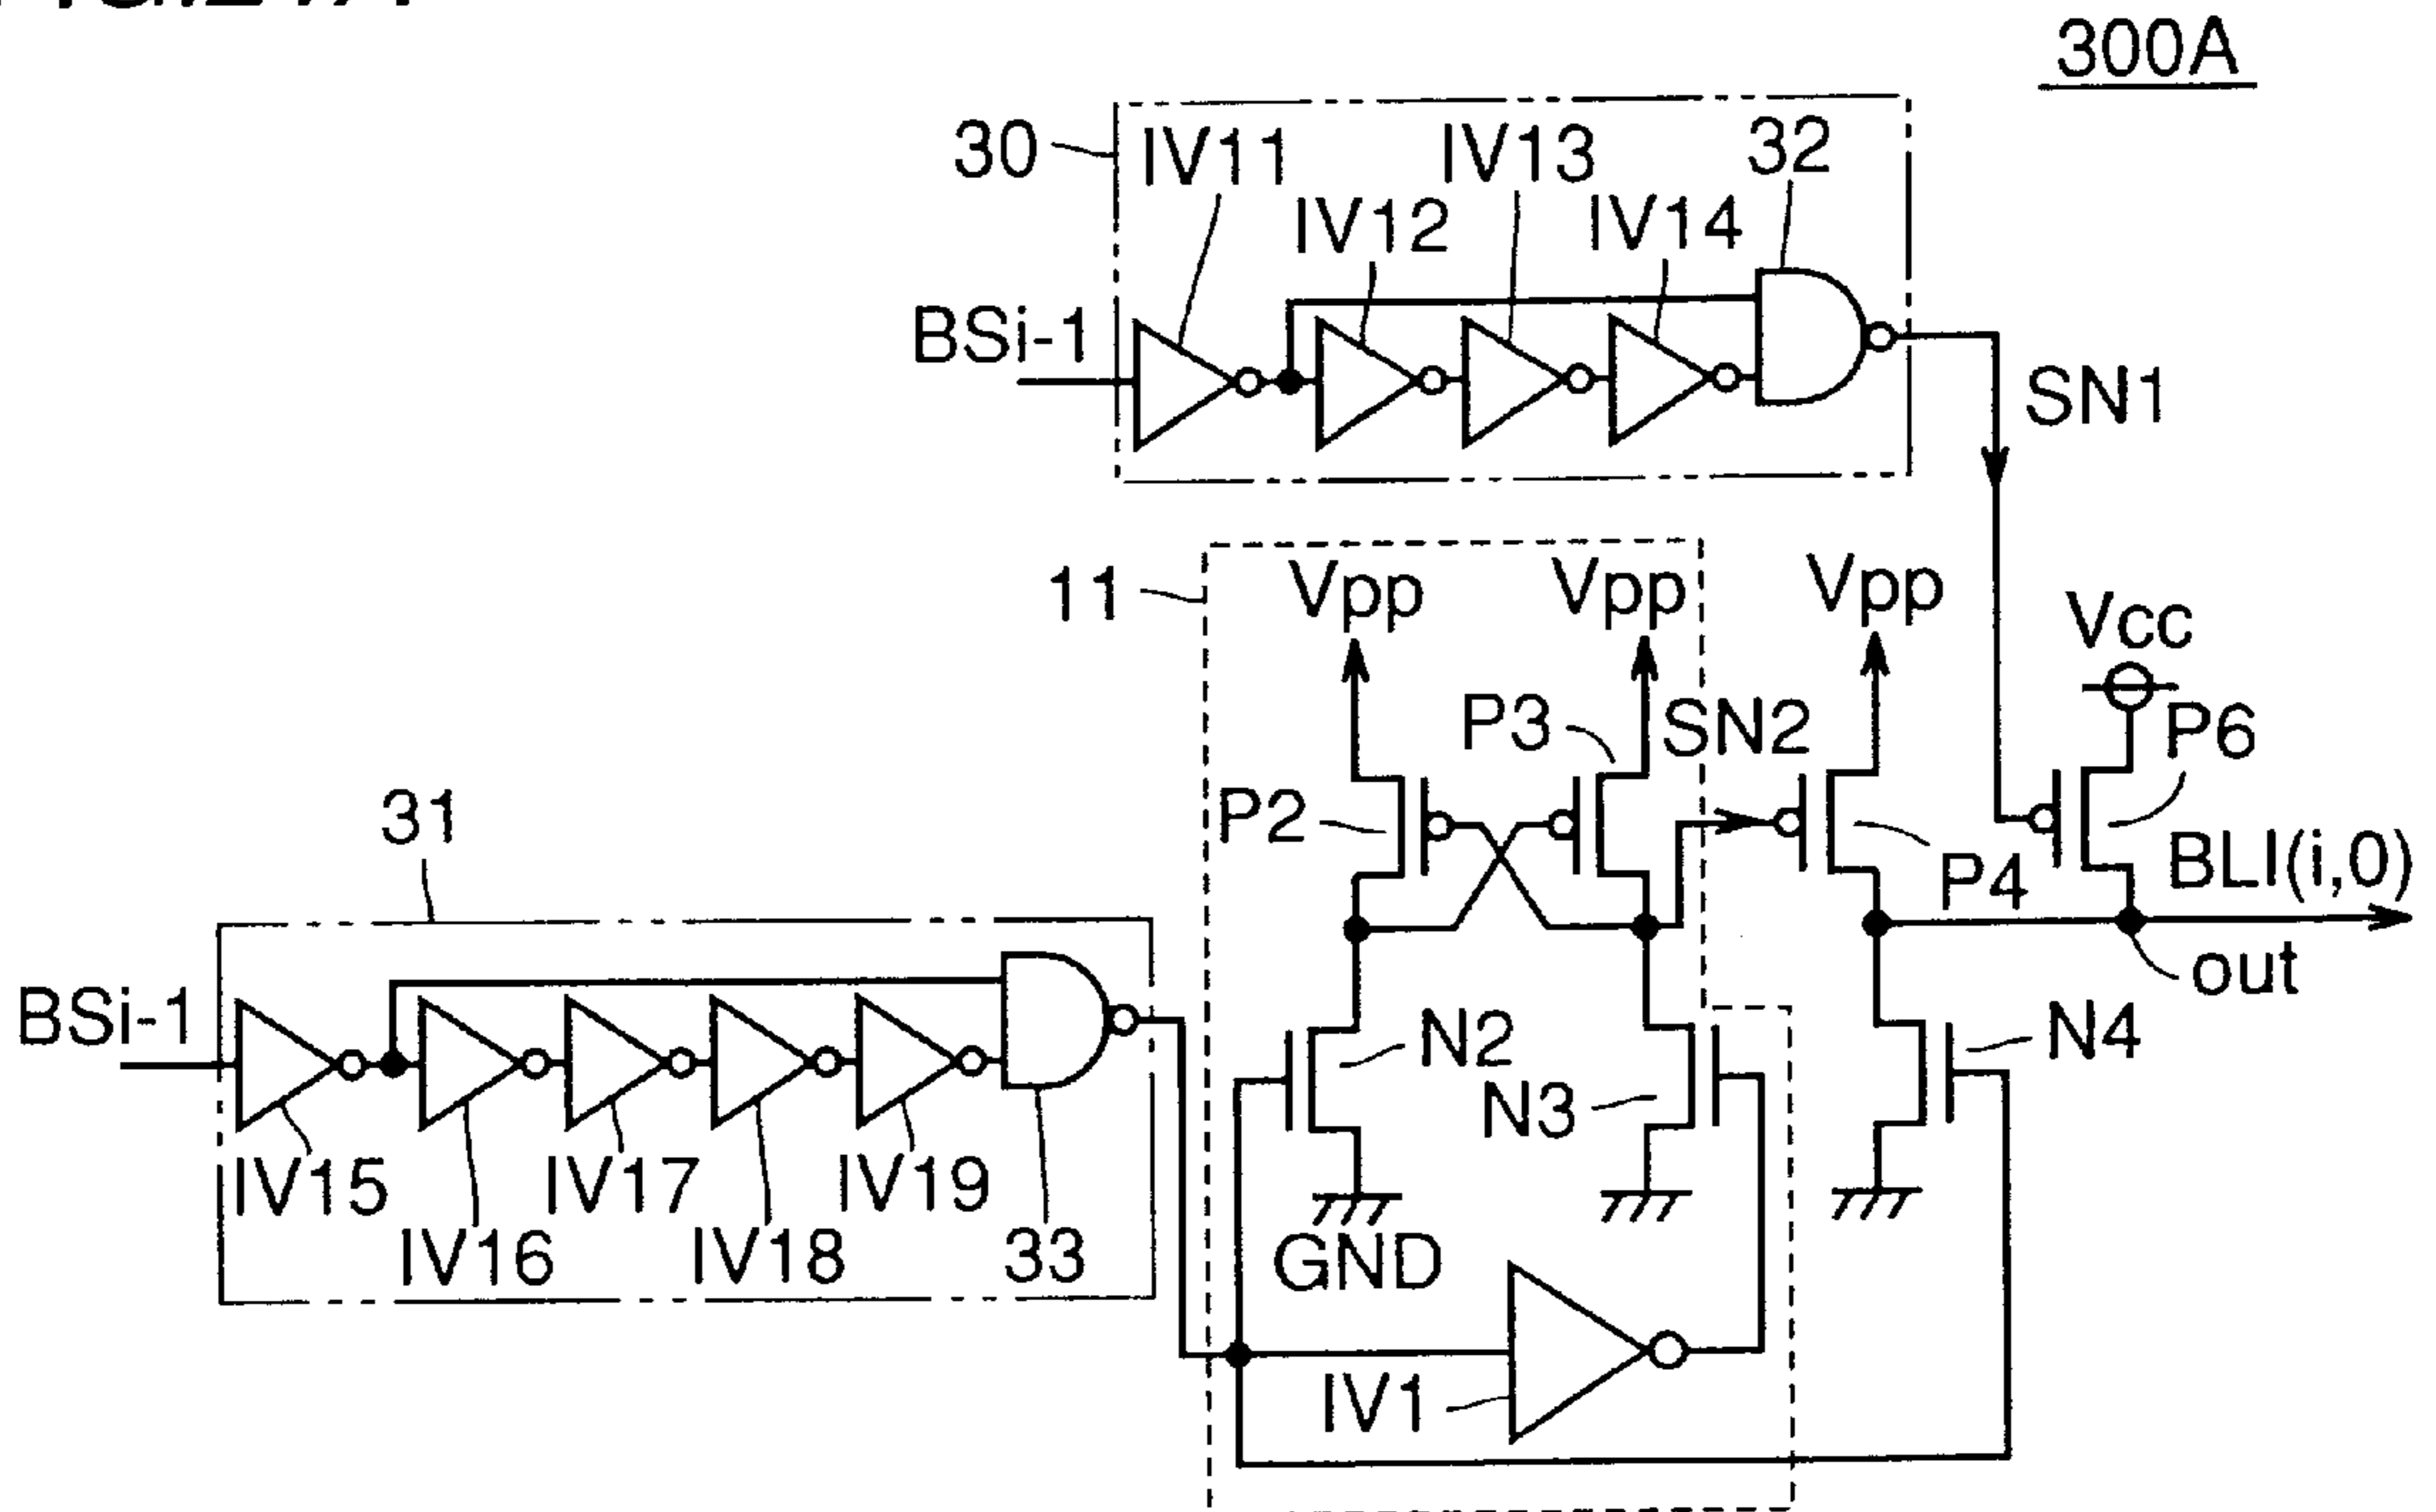 300A
30
IV11
IV13
32
IV12
IV14
BSi-1
SN1
11
Vpp
Vpp
Vpp
Vcc
P3
SN2
P6
P2
31
P4
BLI(i,0)
out
BSi-1
N2
N4
N3
IV15
IV17
IV19
IV16
IV18
33
GND
IV1